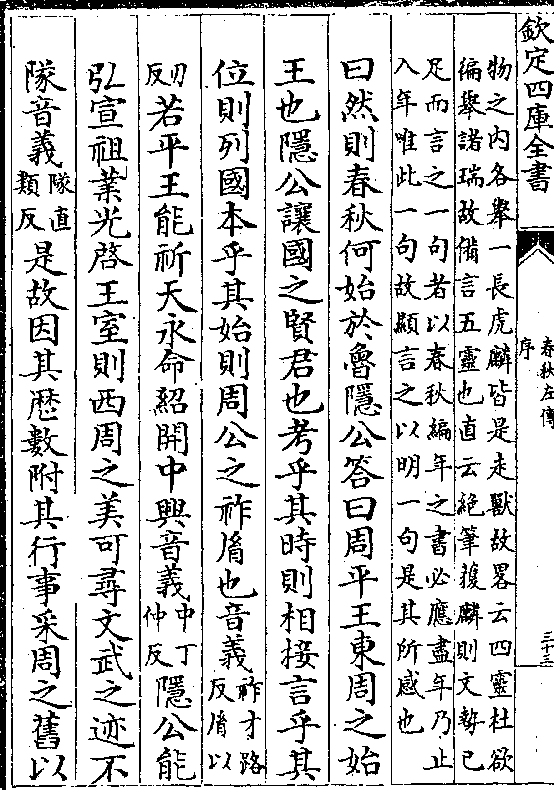 欽定四庫全書
春秋左傳
序
三十三
物之内各舉一長虎麟皆是走獸故畧云四靈杜欲
徧舉諸瑞故備言五靈也直云絶筆獲麟則文勢已
足而言之一句者以春秋編年之書必應盡年乃止
入年唯此一句故顯言之以明一句是其所感也
曰然則春秋何始於魯隱公答曰周平王東周之始
王也隱公讓國之賢君也考乎其時則相接言乎其
位則列國本乎其始則周公之祚㣧也音義祚才路反㣧以
刃反若平王能祈天永命紹開中興音義中丁仲反隱公能
弘宣祖業光啓王室則西周之美可尋文武之迹不
隊音義隊直類反是故因其厯數附其行事采周之舊以